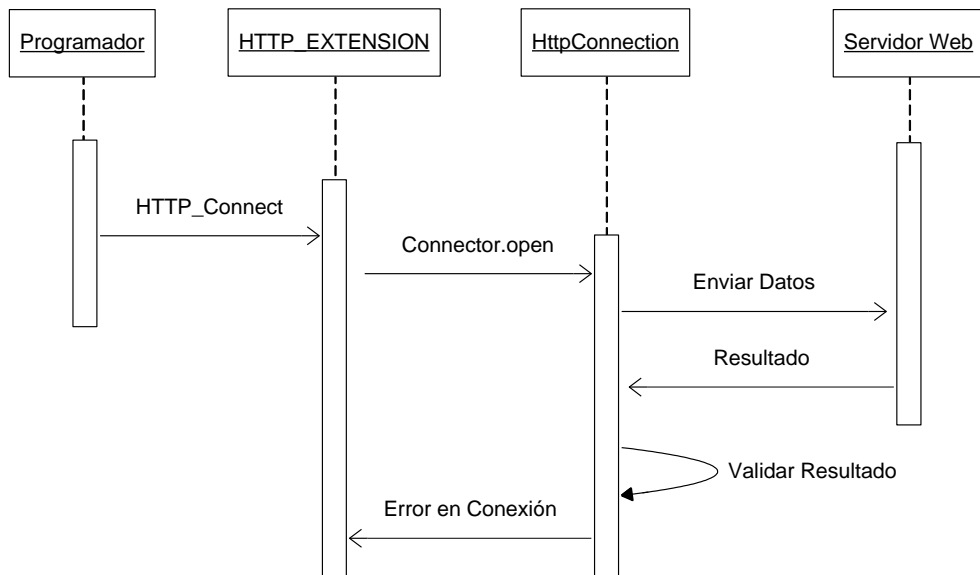 Programador
HTTP_EXTENSION
HttpConnection
Servidor Web
HTTP_Connect
Connector.open
Enviar Datos
Resultado
Validar Resultado
Error en Conexión